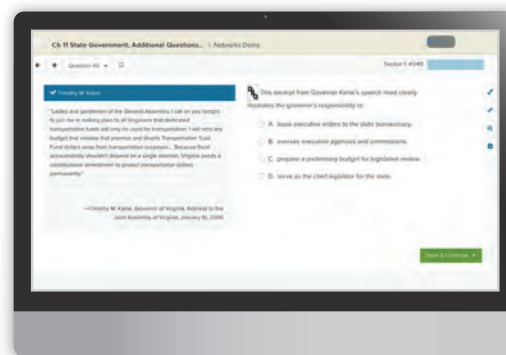 Ch 11 State Government, Additional Questions... | Networks Demo
Question 49
Section 1: 49/49
Timothy M. Kaine
"Ladies and gentlemen of the General Assembly, I call on you tonight
to join me in making plain to all Virginians that dedicated
transportation funds will only be used for transportation. I will veto any
budget that violates that promise and diverts Transportation Trust
Fund dollars away from transportation purposes... Because fiscal
accountability shouldn't depend on a single election, Virginia needs a
constitutional amendment to protect transportation dollars
permanently."
—Timothy M. Kaine, Governor of Virginia, Address to the
Joint Assembly of Virginia, January 16, 2006
This excerpt from Governor Kaine's speech most clearly
illustrates the governor's responsibility to
A. issue executive orders to the state bureaucracy.
B. oversee executive agencies and commissions.
C. prepare a preliminary budget for legislative review.
D. serve as the chief legislator for the state.
Save & Continue